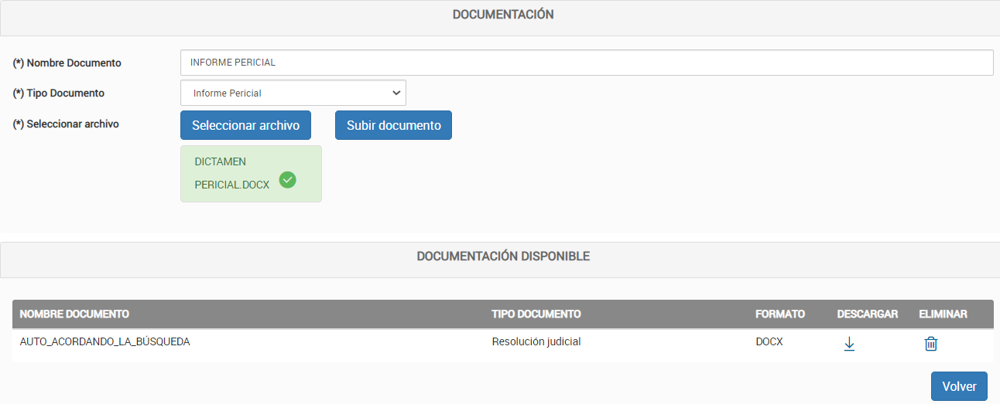 DOCUMENTACIÓN
(*) Nombre Documento INFORME PERICIAL
(*) Tipo Documento Informe Pericial
(*) Seleccionar archivo Seleccionar archivo Subir documento
DICTAMEN
PERICIAL.DOCX
DOCUMENTACIÓN DISPONIBLE
NOMBRE DOCUMENTO TIPO DOCUMENTO FORMATO DESCARGAR ELIMINAR
AUTO_ACORDANDO_LA_BÚSQUEDA Resolución judicial DOCX
Volver